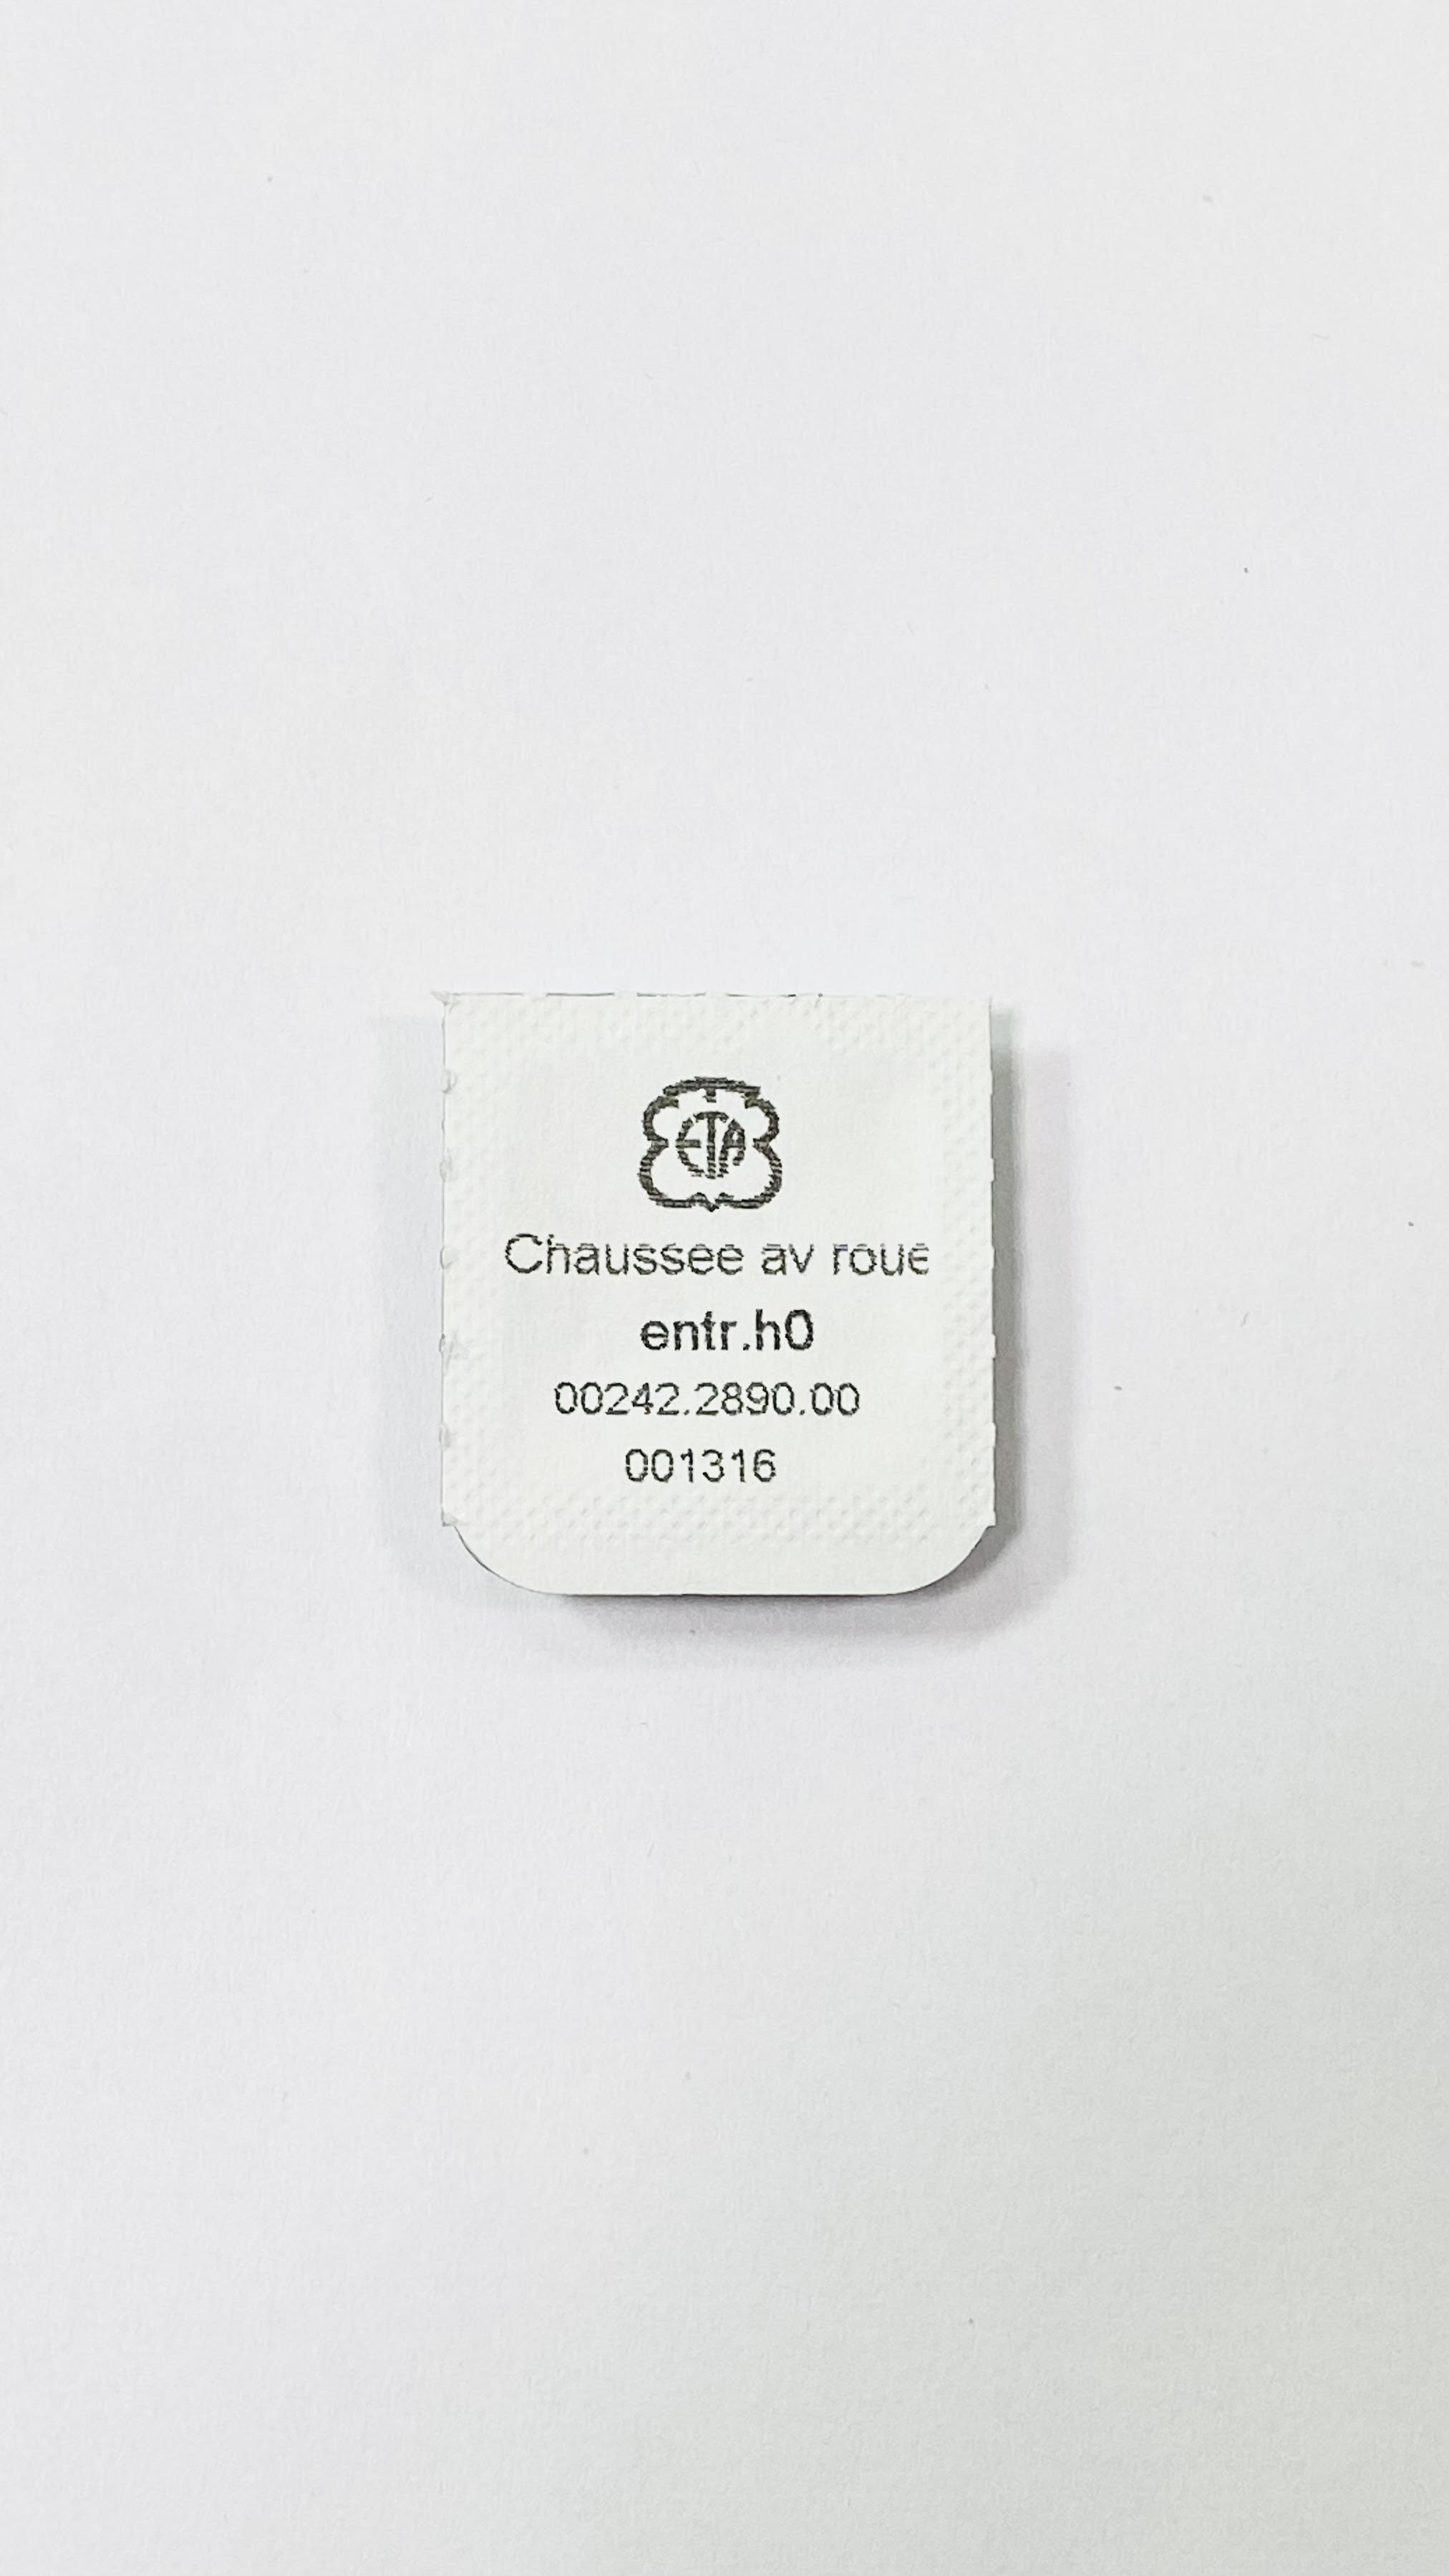 ETA
Chaussee av roue
entr.h0
00242.2890.00
001316